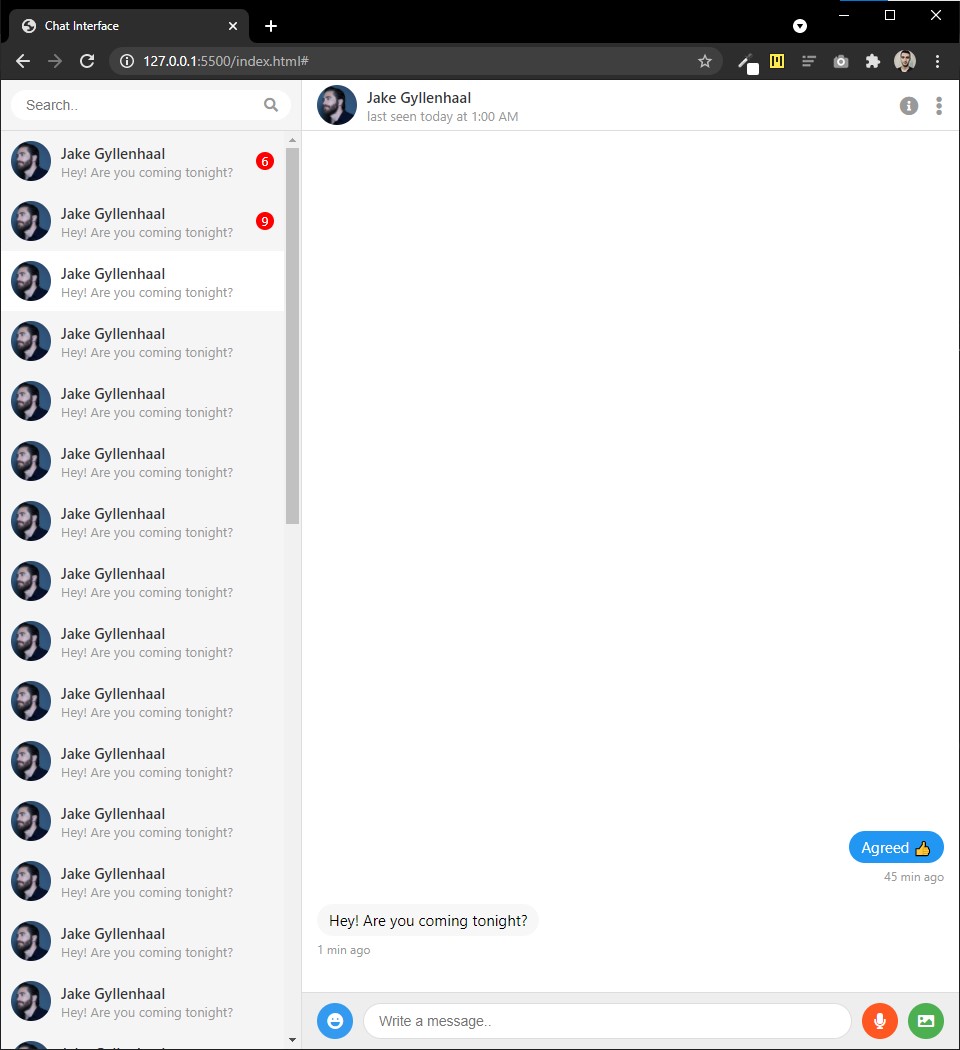 Chat Interface
127.0.0.1:5500/index.html#
Search..
Jake Gyllenhaal
Hey! Are you coming tonight?
6
Jake Gyllenhaal
Hey! Are you coming tonight?
9
Jake Gyllenhaal
Hey! Are you coming tonight?
Jake Gyllenhaal
Hey! Are you coming tonight?
Jake Gyllenhaal
Hey! Are you coming tonight?
Jake Gyllenhaal
Hey! Are you coming tonight?
Jake Gyllenhaal
Hey! Are you coming tonight?
Jake Gyllenhaal
Hey! Are you coming tonight?
Jake Gyllenhaal
Hey! Are you coming tonight?
Jake Gyllenhaal
Hey! Are you coming tonight?
Jake Gyllenhaal
Hey! Are you coming tonight?
Jake Gyllenhaal
Hey! Are you coming tonight?
Jake Gyllenhaal
Hey! Are you coming tonight?
Jake Gyllenhaal
Hey! Are you coming tonight?
Jake Gyllenhaal
Hey! Are you coming tonight?
Jake Gyllenhaal
last seen today at 1:00 AM
Agreed 👍
45 min ago
Hey! Are you coming tonight?
1 min ago
Write a message..